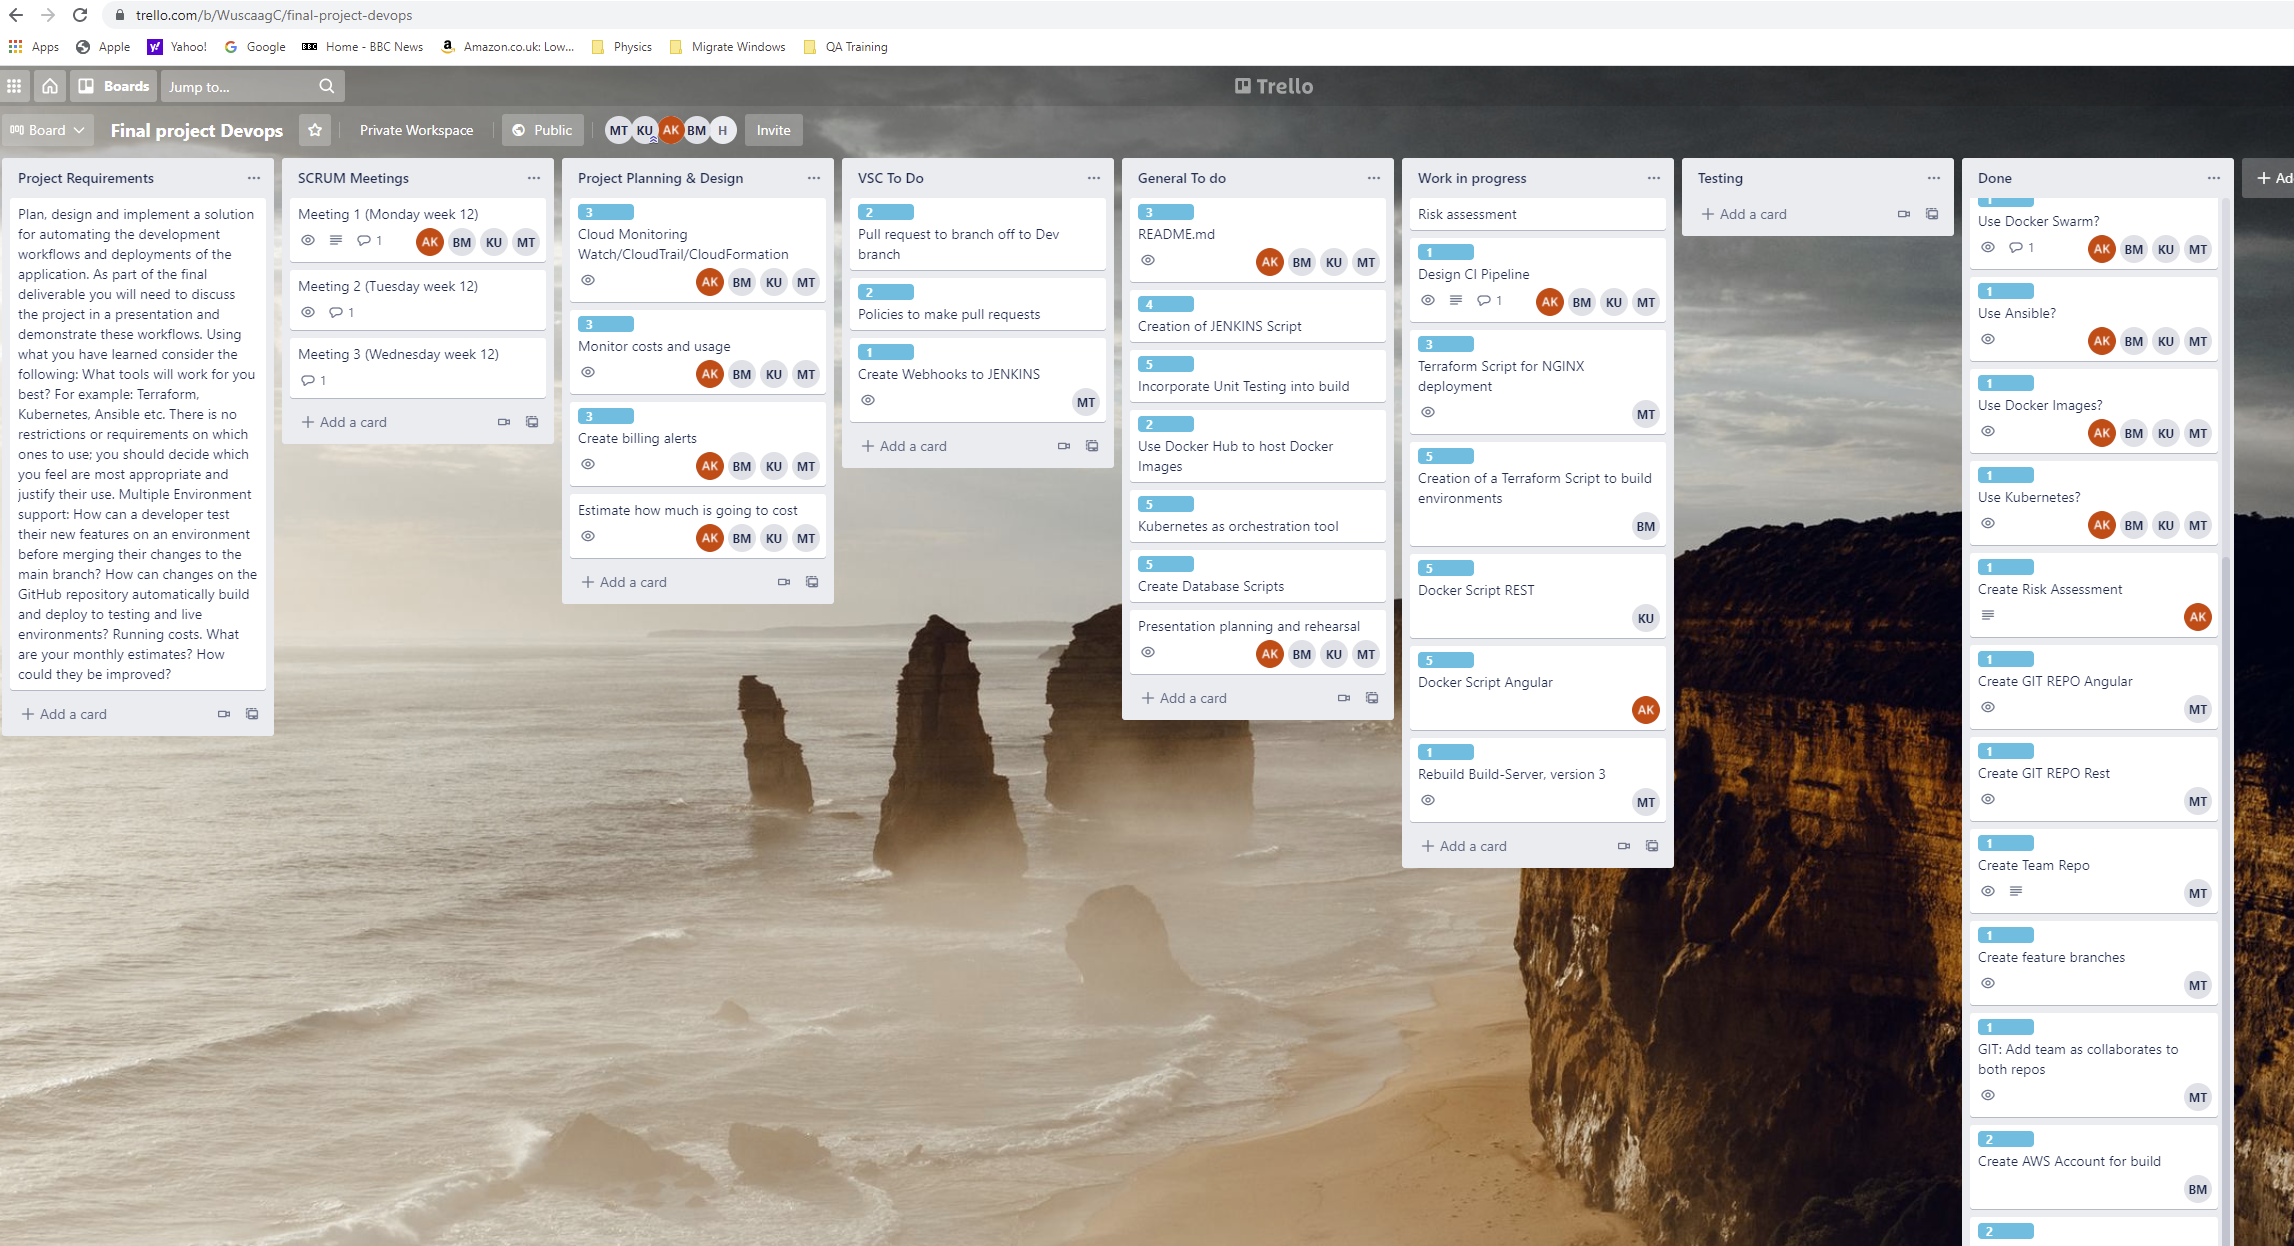 trello.com/b/WuscaagC/final-project-devops
Apps Apple Yahoo! Google Home - BBC News Amazon.co.uk: Low... Physics Migrate Windows QA Training
Boards Jump to... Trello
Board Final project Devops Private Workspace Public MT KU AK BM H Invite
Project Requirements
Plan, design and implement a solution
for automating the development
workflows and deployments of the
application. As part of the final
deliverable you will need to discuss
the project in a presentation and
demonstrate these workflows. Using
what you have learned consider the
following: What tools will work for you
best? For example: Terraform,
Kubernetes, Ansible etc. There is no
restrictions or requirements on which
ones to use; you should decide which
you feel are most appropriate and
justify their use. Multiple Environment
support: How can a developer test
their new features on an environment
before merging their changes to the
main branch? How can changes on the
GitHub repository automatically build
and deploy to testing and live
environments? Running costs. What
are your monthly estimates? How
could they be improved?
+ Add a card
SCRUM Meetings
Meeting 1 (Monday week 12)
1 AK BM KU MT
Meeting 2 (Tuesday week 12)
1
Meeting 3 (Wednesday week 12)
1
+ Add a card
Project Planning & Design
3
Cloud Monitoring
Watch/CloudTrail/CloudFormation
AK BM KU MT
3
Monitor costs and usage
AK BM KU MT
3
Create billing alerts
AK BM KU MT
Estimate how much is going to cost
AK BM KU MT
+ Add a card
VSC To Do
2
Pull request to branch off to Dev
branch
2
Policies to make pull requests
1
Create Webhooks to JENKINS
MT
+ Add a card
General To do
3
README.md
AK BM KU MT
4
Creation of JENKINS Script
5
Incorporate Unit Testing into build
2
Use Docker Hub to host Docker
Images
5
Kubernetes as orchestration tool
5
Create Database Scripts
Presentation planning and rehearsal
AK BM KU MT
+ Add a card
Work in progress
Risk assessment
1
Design CI Pipeline
1 AK BM KU MT
3
Terraform Script for NGINX
deployment
MT
5
Creation of a Terraform Script to build
environments
BM
5
Docker Script REST
KU
5
Docker Script Angular
AK
1
Rebuild Build-Server, version 3
MT
+ Add a card
Testing
+ Add a card
Done
1
Use Docker Swarm?
1 AK BM KU MT
1
Use Ansible?
AK BM KU MT
1
Use Docker Images?
AK BM KU MT
1
Use Kubernetes?
AK BM KU MT
1
Create Risk Assessment
AK
1
Create GIT REPO Angular
MT
1
Create GIT REPO Rest
MT
1
Create Team Repo
MT
1
Create feature branches
MT
1
GIT: Add team as collaborates to
both repos
MT
2
Create AWS Account for build
BM
2
+ Ad